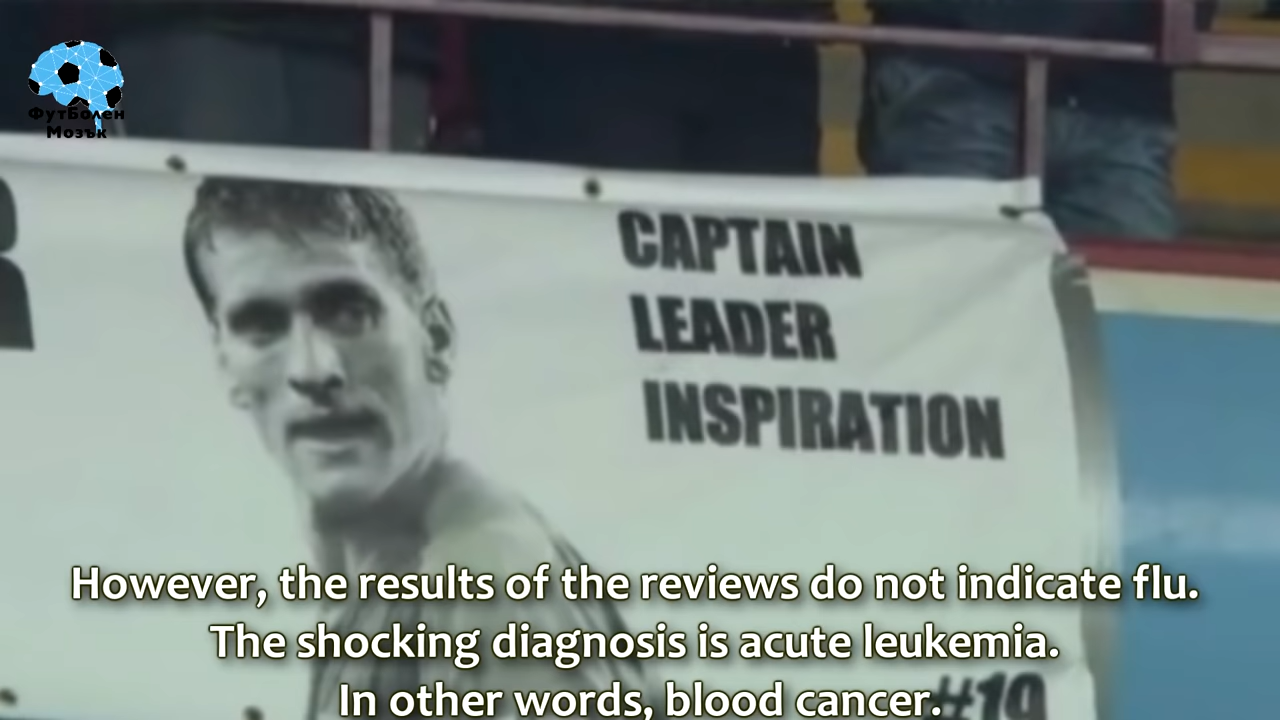 Футболен
Мозък
R
CAPTAIN
LEADER
INSPIRATION
#19
However, the results of the reviews do not indicate flu.
The shocking diagnosis is acute leukemia.
In other words, blood cancer.